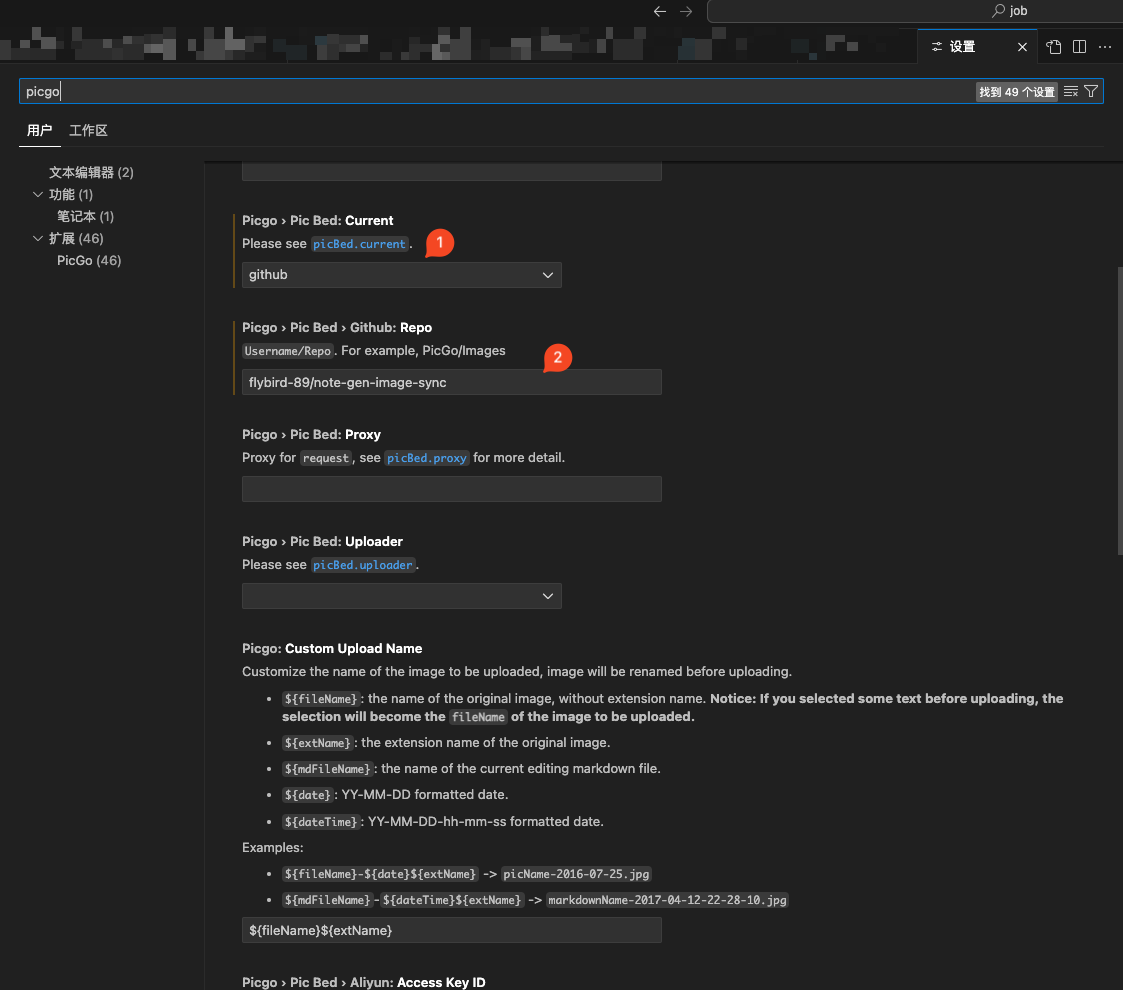 job
设置
picgo
找到 49 个设置
用户
工作区
文本编辑器 (2)
功能 (1)
笔记本 (1)
扩展 (46)
PicGo (46)
Picgo › Pic Bed: Current
Please see picBed.current.
1
github
Picgo › Pic Bed › Github: Repo
Username/Repo. For example, PicGo/Images
2
flybird-89/note-gen-image-sync
Picgo › Pic Bed: Proxy
Proxy for request, see picBed.proxy for more detail.
Picgo › Pic Bed: Uploader
Please see picBed.uploader.
Picgo: Custom Upload Name
Customize the name of the image to be uploaded, image will be renamed before uploading.
• ${fileName}: the name of the original image, without extension name. Notice: If you selected some text before uploading, the
selection will become the fileName of the image to be uploaded.
• ${extName}: the extension name of the original image.
• ${mdFileName}: the name of the current editing markdown file.
• ${date}: YY-MM-DD formatted date.
• ${dateTime}: YY-MM-DD-hh-mm-ss formatted date.
Examples:
• ${fileName}-${date}${extName} -> picName-2016-07-25.jpg
• ${mdFileName}-${dateTime}${extName} -> markdownName-2017-04-12-22-28-10.jpg
${fileName}${extName}
Picgo › Pic Bed › Aliyun: Access Key ID